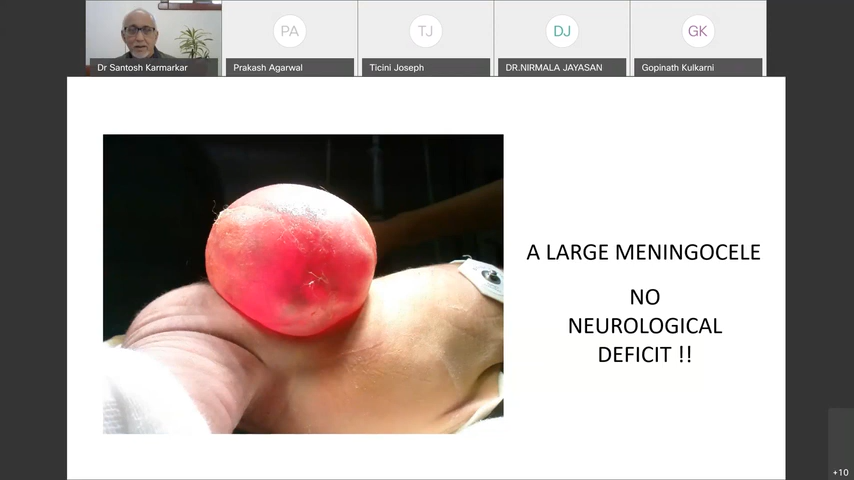 PA
TJ
DJ
GK
Dr Santosh Karmarkar
Prakash Agarwal
Ticini Joseph
DR.NIRMALA JAYASAN
Gopinath Kulkarni
A LARGE MENINGOCELE
NO
NEUROLOGICAL
DEFICIT !!
+10